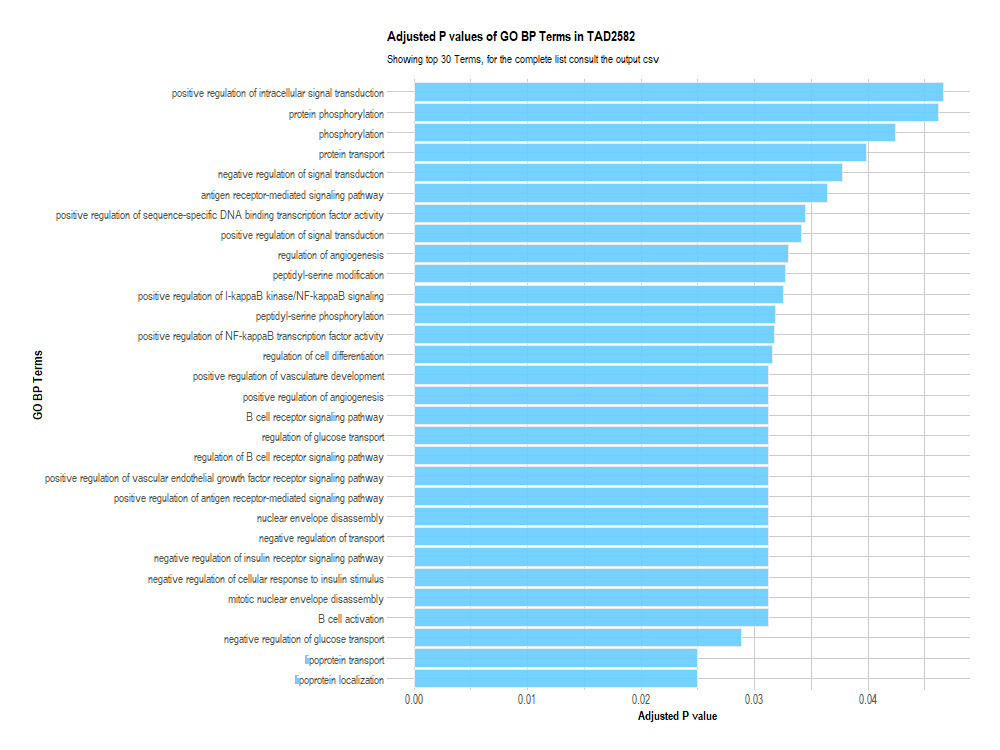 Adjusted P values of GO BP Terms in TAD2582
Showing top 30 Terms, for the complete list consult the output csv
GO BP Terms
positive regulation of intracellular signal transduction
protein phosphorylation
phosphorylation
protein transport
negative regulation of signal transduction
antigen receptor-mediated signaling pathway
positive regulation of sequence-specific DNA binding transcription factor activity
positive regulation of signal transduction
regulation of angiogenesis
peptidyl-serine modification
positive regulation of I-kappaB kinase/NF-kappaB signaling
peptidyl-serine phosphorylation
positive regulation of NF-kappaB transcription factor activity
regulation of cell differentiation
positive regulation of vasculature development
positive regulation of angiogenesis
B cell receptor signaling pathway
regulation of glucose transport
regulation of B cell receptor signaling pathway
positive regulation of vascular endothelial growth factor receptor signaling pathway
positive regulation of antigen receptor-mediated signaling pathway
nuclear envelope disassembly
negative regulation of transport
negative regulation of insulin receptor signaling pathway
negative regulation of cellular response to insulin stimulus
mitotic nuclear envelope disassembly
B cell activation
negative regulation of glucose transport
lipoprotein transport
lipoprotein localization
0.00 0.01 0.02 0.03 0.04
Adjusted P value